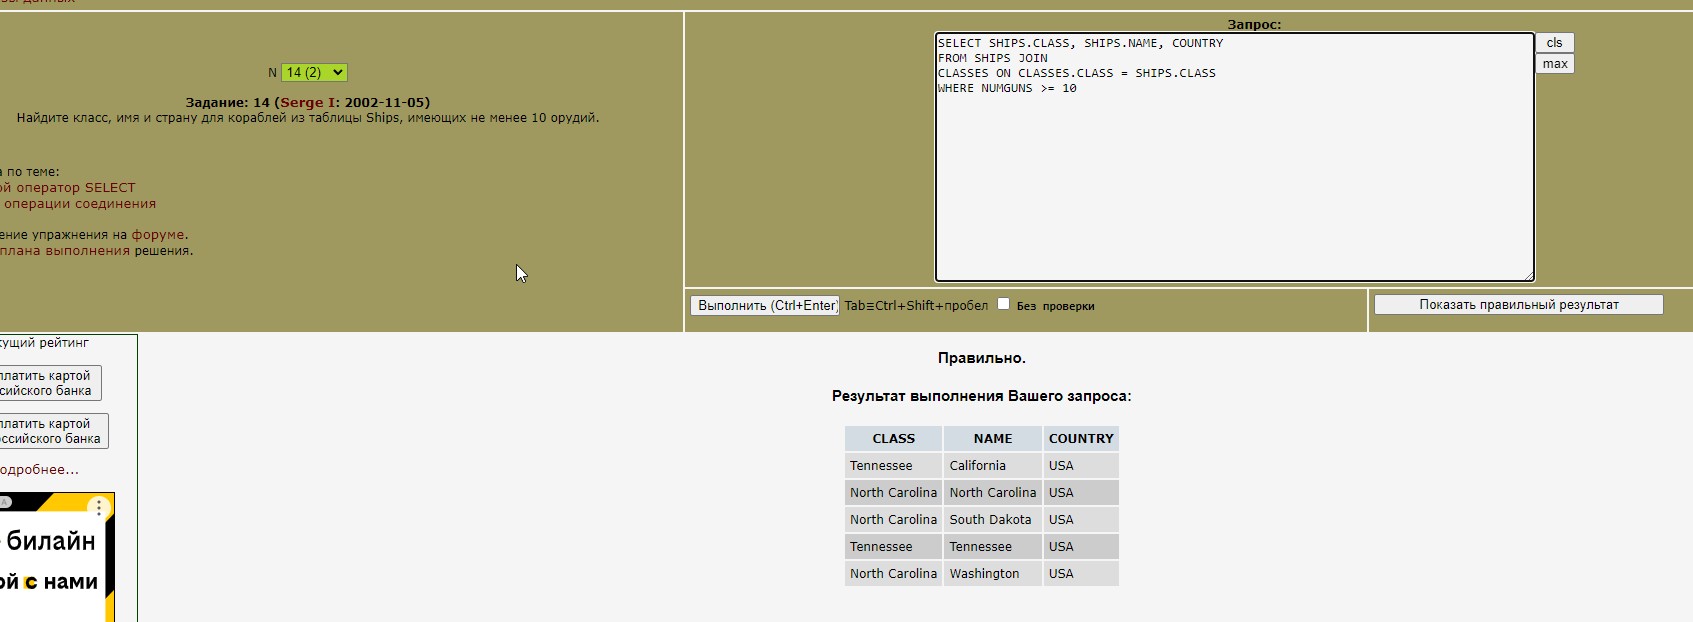 N 14 (2)
Задание: 14 (Serge I: 2002-11-05)
Найдите класс, имя и страну для кораблей из таблицы Ships, имеющих не менее 10 орудий.
по теме:
оператор SELECT
операции соединения
упражнения на форуме.
плана выполнения решения.
Запрос:
SELECT SHIPS.CLASS, SHIPS.NAME, COUNTRY
FROM SHIPS JOIN
CLASSES ON CLASSES.CLASS = SHIPS.CLASS
WHERE NUMGUNS >= 10
cls
max
Выполнить (Ctrl+Enter) Tab≡Ctrl+Shift+пробел Без проверки
Показать правильный результат
кущий рейтинг
платить картой
сийского банка
платить картой
оссийского банка
одробнее...
билайн
ой с нами
Правильно.
Результат выполнения Вашего запроса:
CLASS NAME COUNTRY
Tennessee California USA
North Carolina North Carolina USA
North Carolina South Dakota USA
Tennessee Tennessee USA
North Carolina Washington USA